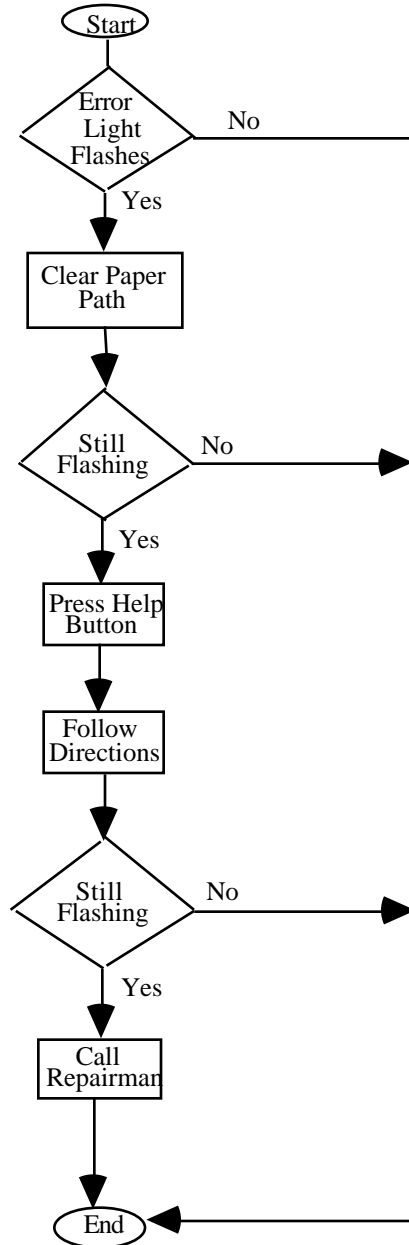 Start
Error
Light
Flashes
No
Yes
Clear Paper
Path
Still
Flashing
No
Yes
Press Help
Button
Follow
Directions
Still
Flashing
No
Yes
Call
Repairman
End